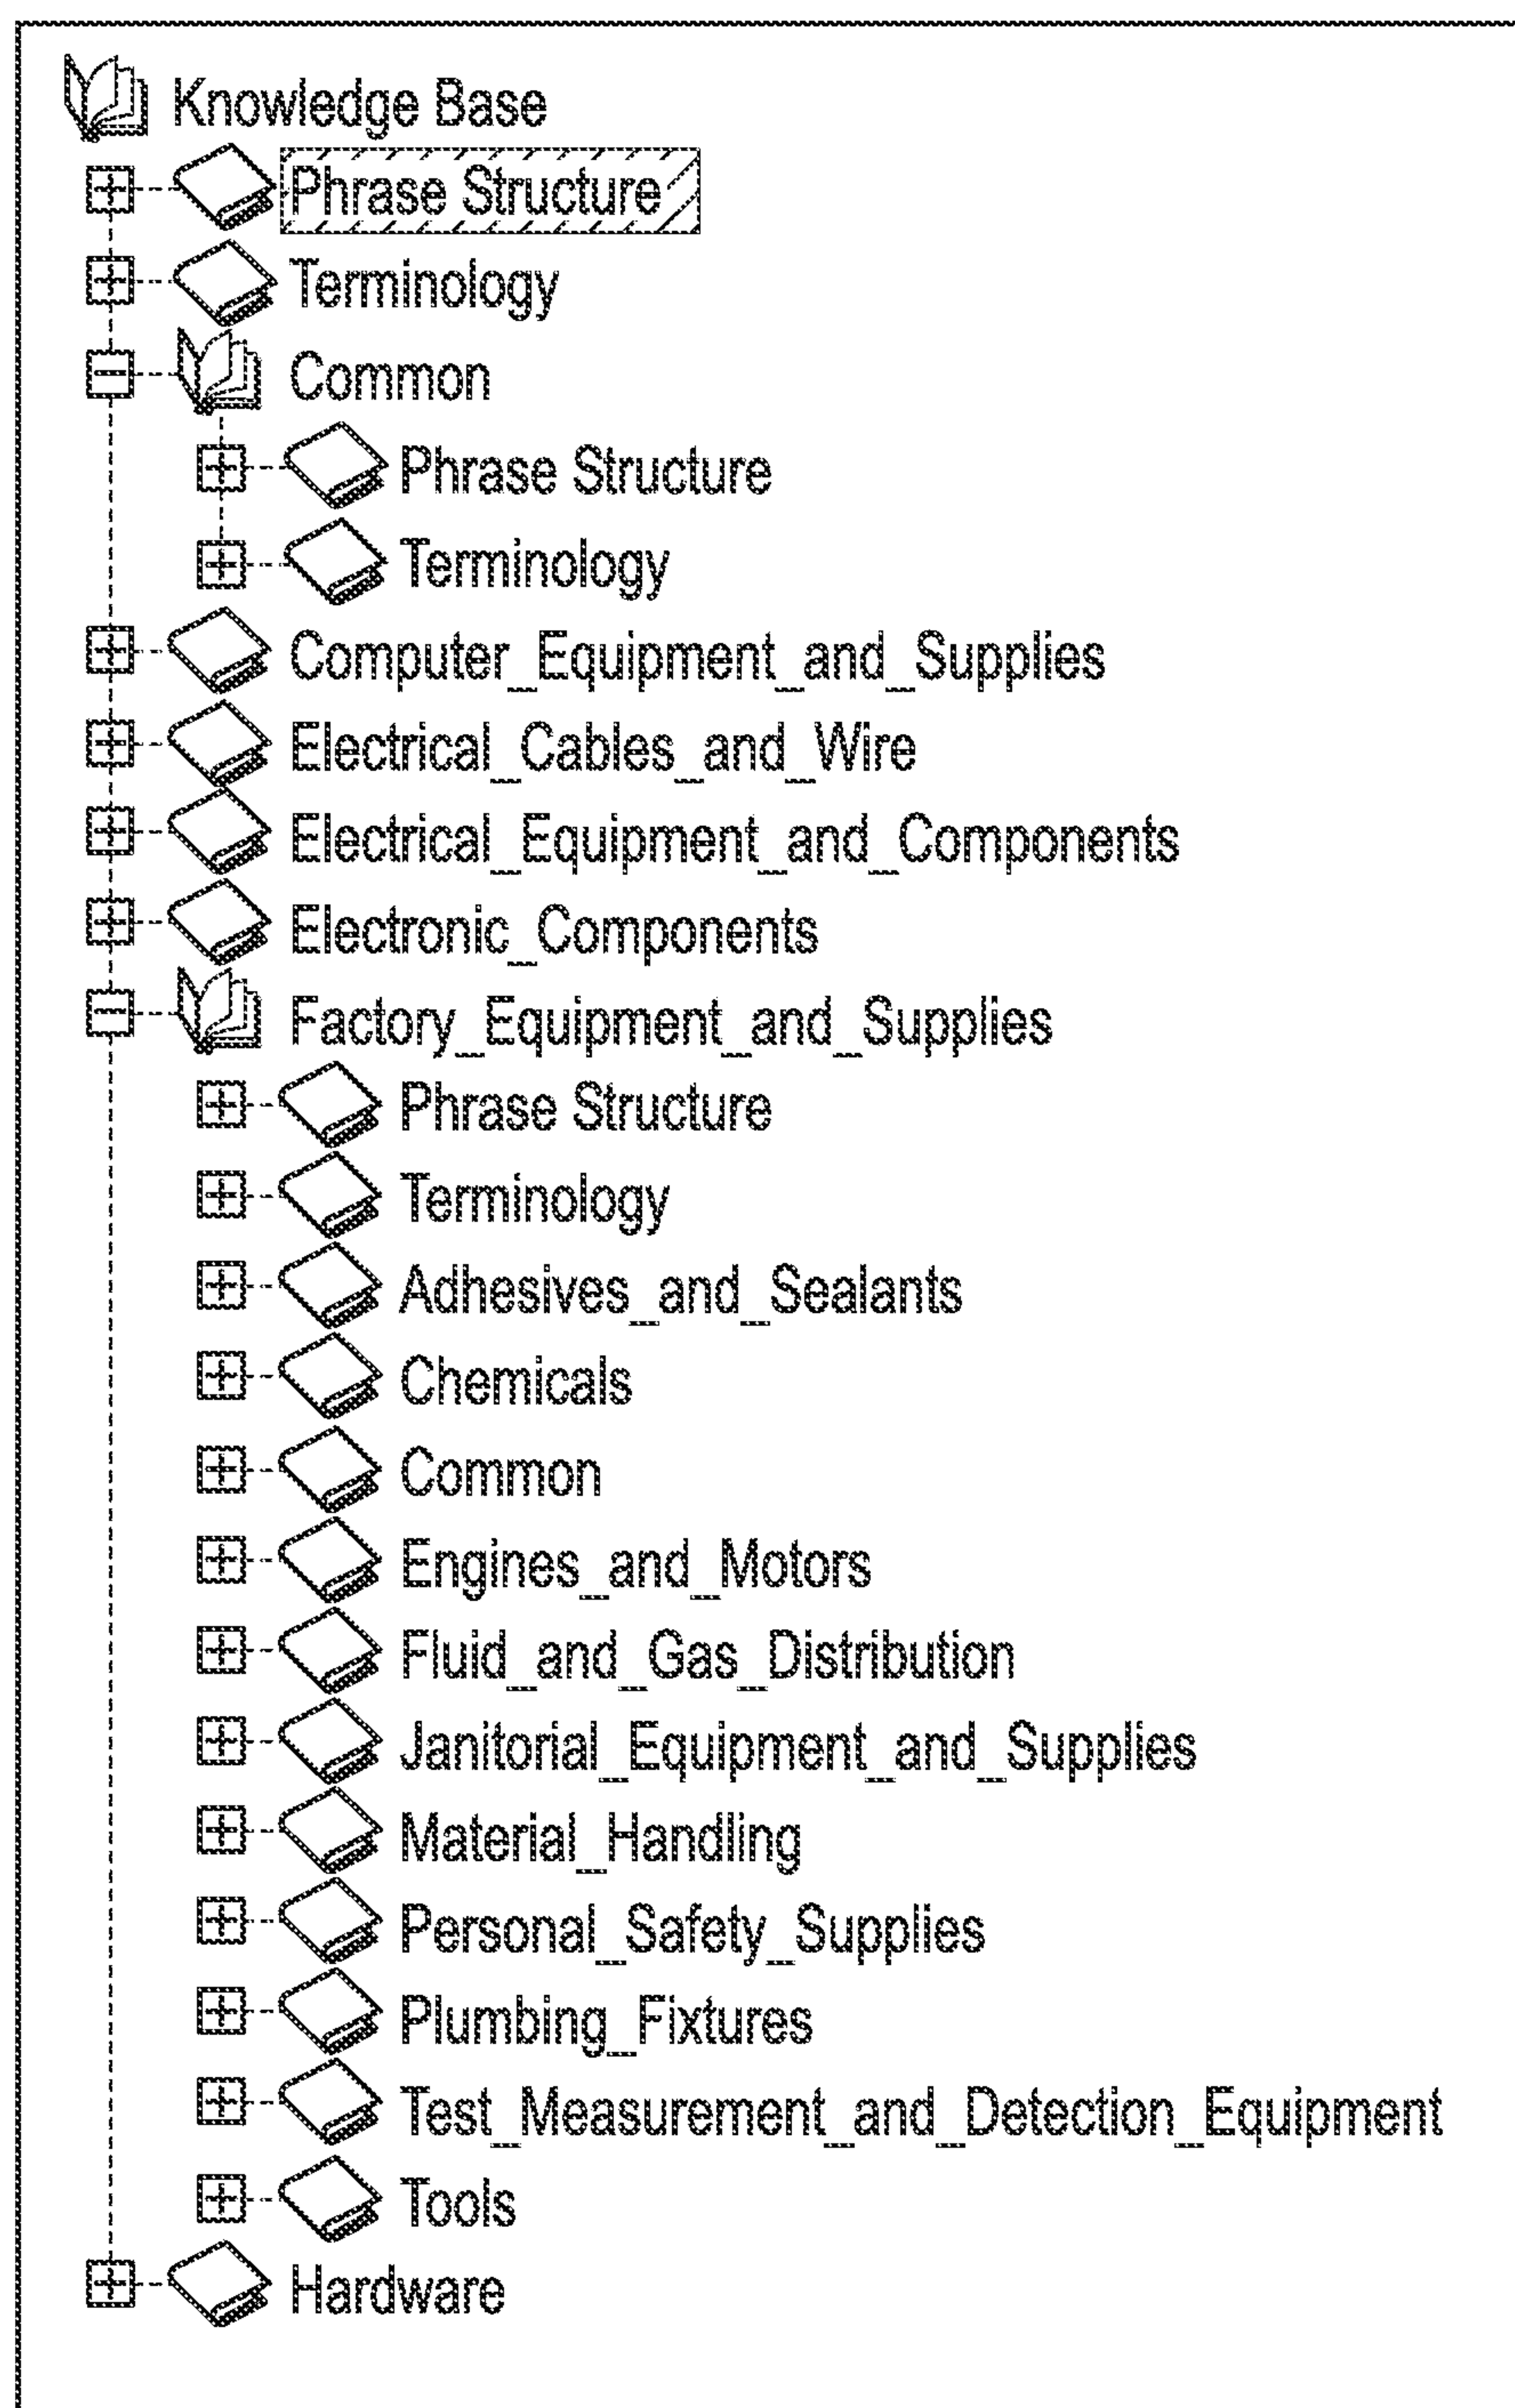 Knowledge Base
Phrase Structure
Terminology
Common
Phrase Structure
Terminology
Computer_Equipment_and_Supplies
Electrical_Cables_and_Wire
Electrical_Equipment_and_Components
Electronic_Components
Factory_Equipment_and_Supplies
Phrase Structure
Terminology
Adhesives_and_Sealants
Chemicals
Common
Engines_and_Motors
Fluid_and_Gas_Distribution
Janitorial_Equipment_and_Supplies
Material_Handling
Personal_Safety_Supplies
Plumbing_Fixtures
Test_Measurement_and_Detection_Equipment
Tools
Hardware